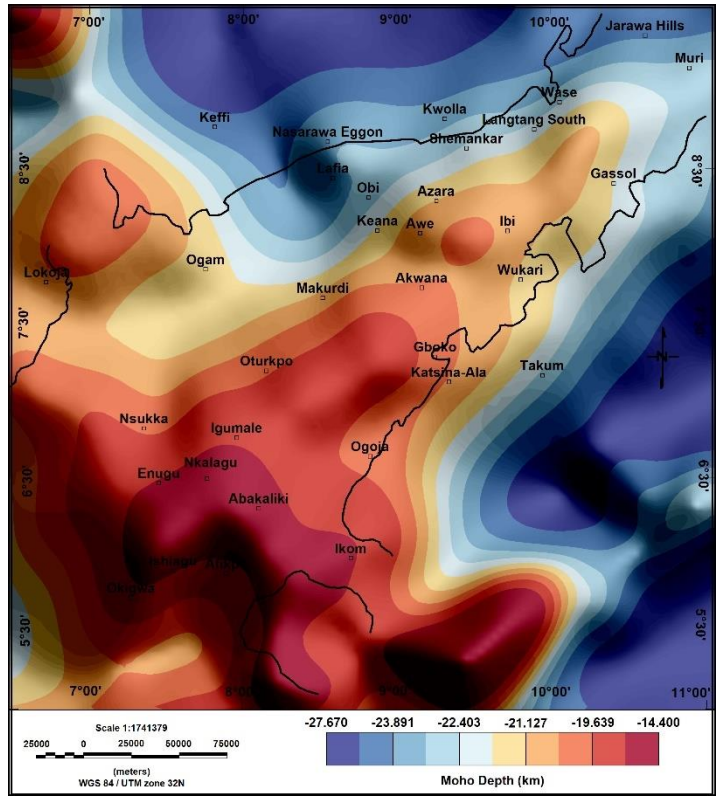 7°00' 8°00' 9°00' 10°00'
Jarawa Hills
Muri
Wase
Keffi
Kwolla
Langtang South
Nasarawa Eggon
Shemankar
8°30'
Lafia
8°30'
Gassol
Obi
Azara
Keana
Awe
Ibi
Ogam
Lokoja
Wukari
Akwana
Makurdi
7°30'
Gboko
N
Oturkpo
Katsina-Ala
Takum
Nsukka
Igumale
Ogoja
6°30'
Nkalagu
Enugu
6°30'
Abakaliki
Ikom
Okigwa
5°30'
5°30'
7°00' 8°00' 9°00' 10°00' 11°00'
Scale 1:1741379
25000 0 25000 50000 75000
(meters)
WGS 84 / UTM zone 32N
-27.670 -23.891 -22.403 -21.127 -19.639 -14.400
Moho Depth (km)